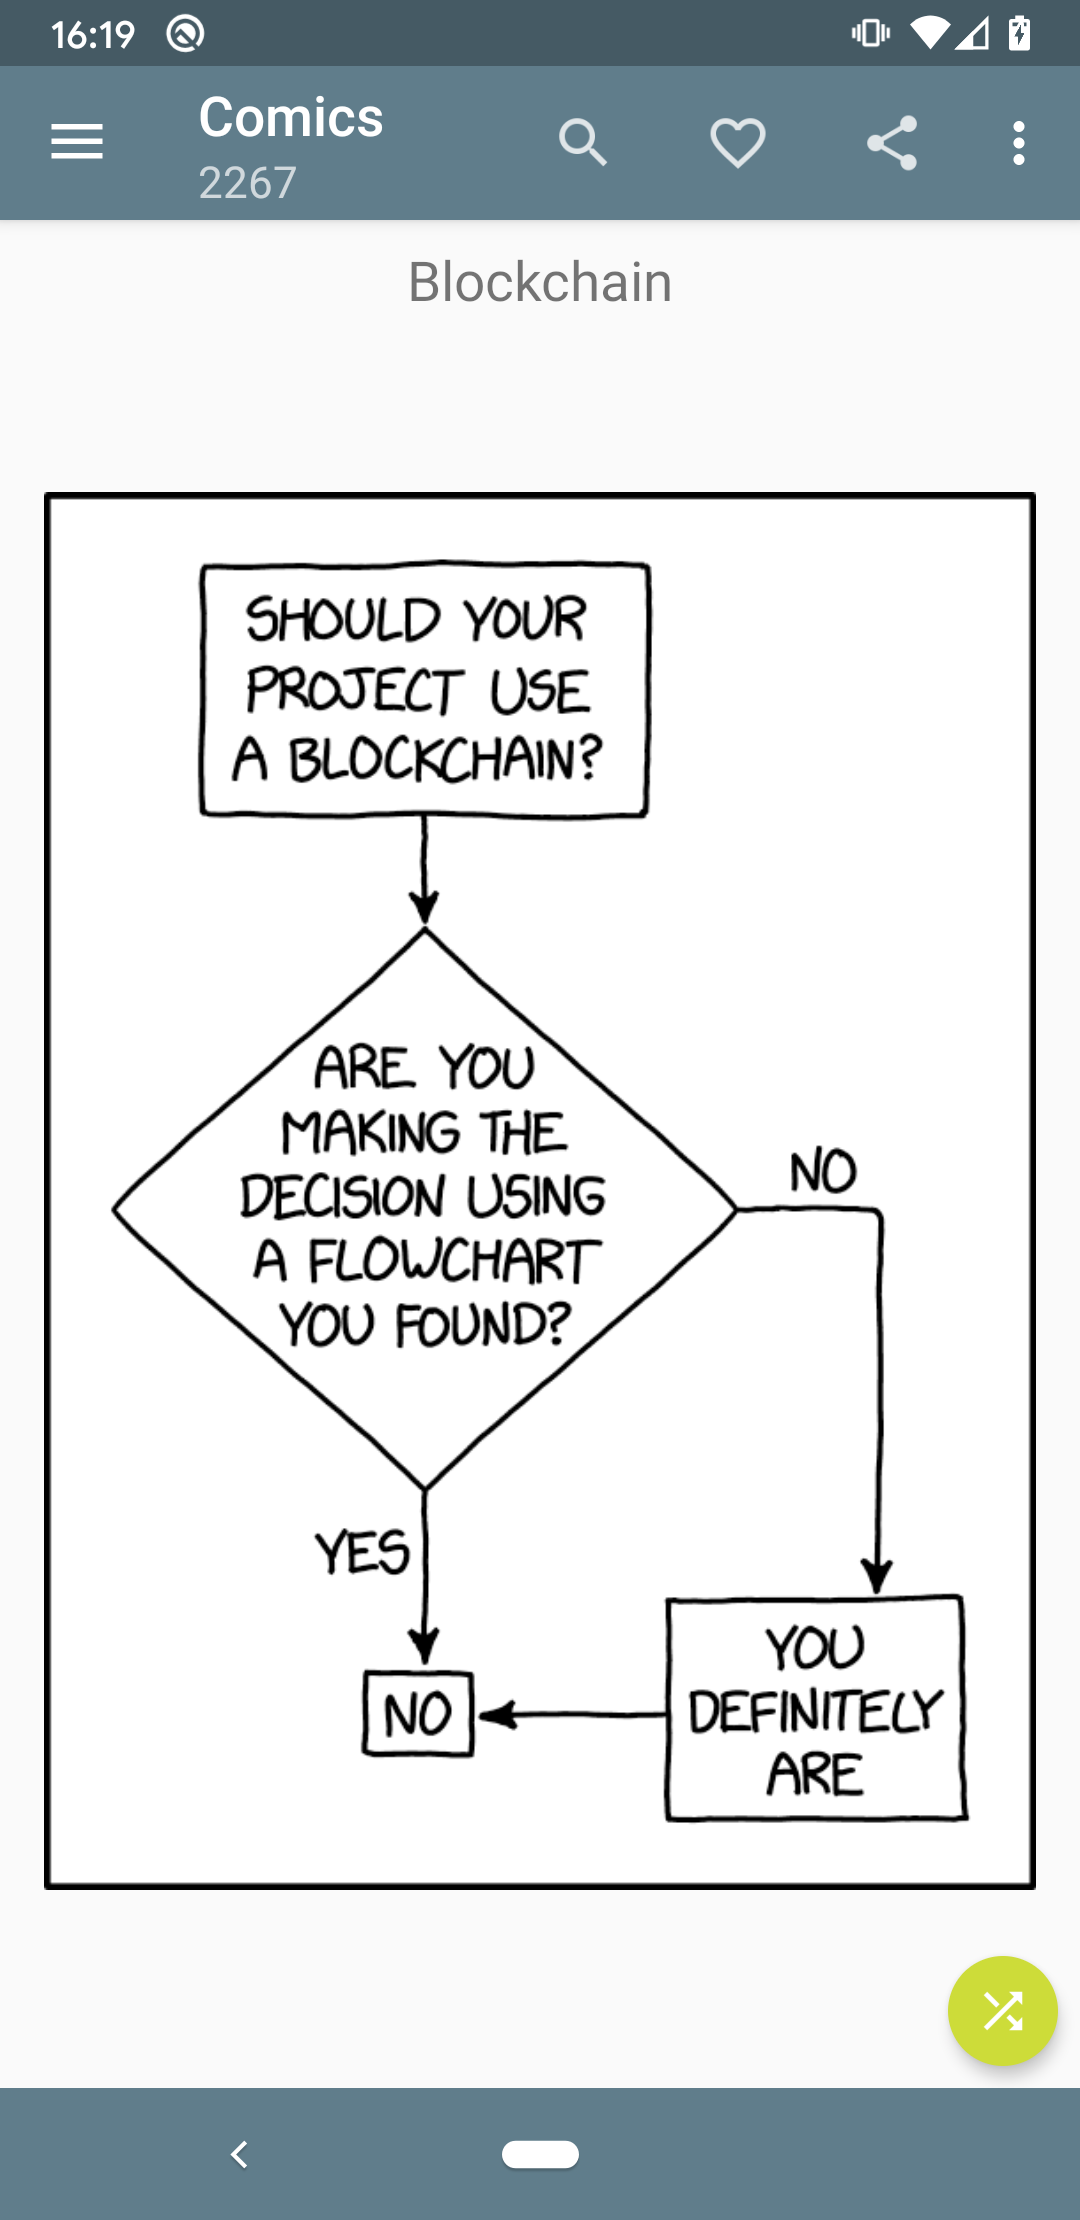 16:19
Comics
2267
Blockchain
SHOULD YOUR
PROJECT USE
A BLOCKCHAIN?
ARE YOU
MAKING THE
DECISION USING
A FLOWCHART
YOU FOUND?
NO
YES
YOU
DEFINITELY
ARE
NO